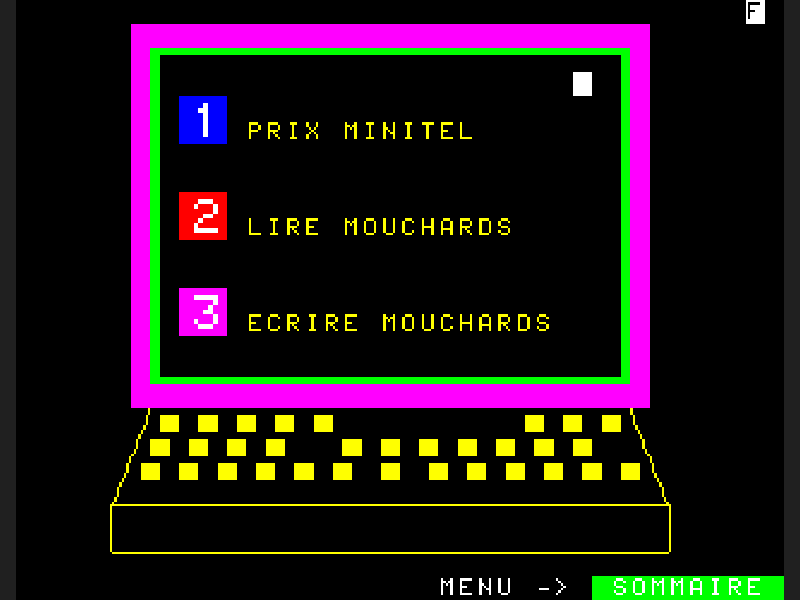 F
1 PRIX MINITEL
2 LIRE MOUCHARDS
3 ECRIRE MOUCHARDS
MENU -> SOMMAIRE